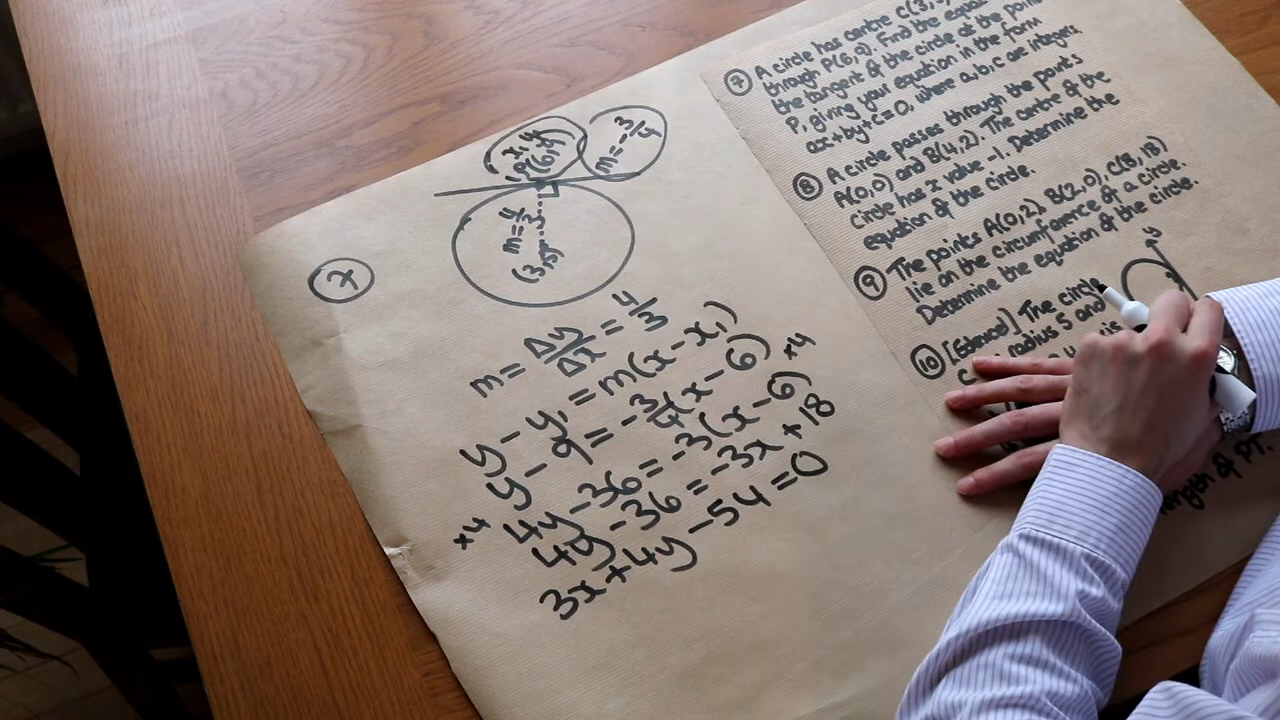 ⑦
x, y
P(6,9)
m = -3/4
m = 4/3
(3,5)
m = Δy/Δx = 4/3
y - y₁ = m(x - x₁)
y - 9 = -3/4(x - 6)
×4 4y - 36 = -3(x - 6) ×4
4y - 36 = -3x + 18
3x + 4y - 54 = 0
⑦ A circle has centre C(3,
through P(6,9). Find the equa
the tangent of the circle at the point
P, giving your equation in the form
ax+by+c=0, where a, b, c are integers
⑧ A circle passes through the points
A(0,0) and B(4,2). The centre of the
circle has x value -1. Determine the
equation of the circle.
⑨ The points A(0,2), B(2,0), C(8,18)
lie on the circumference of a circle.
Determine the equation of the circle.
⑩ [Edexcel] The circle
C radius 5 and
is
length of PT.
y